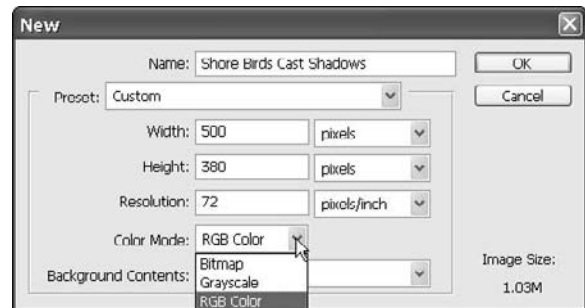 New
Name: Shore Birds Cast Shadows
OK
Preset: Custom
Cancel
Width: 500 pixels
Height: 380 pixels
Resolution: 72 pixels/inch
Color Mode: RGB Color
Bitmap
Image Size:
Background Contents:
Grayscale
1.03M
RGB Color